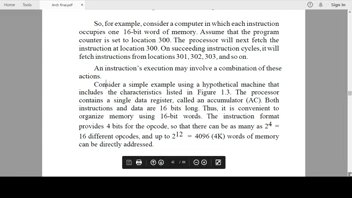 Home
Tools
Arch final.pdf
Sign In
So, for example, consider a computer in which each instruction
occupies one 16-bit word of memory. Assume that the program
counter is set to location 300. The processor will next fetch the
instruction at location 300. On succeeding instruction cycles, it will
fetch instructions from locations 301, 302, 303, and so on.
An instruction's execution may involve a combination of these
actions.
Consider a simple example using a hypothetical machine that
includes the characteristics listed in Figure 1.3. The processor
contains a single data register, called an accumulator (AC). Both
instructions and data are 16 bits long. Thus, it is convenient to
organize memory using 16-bit words. The instruction format
provides 4 bits for the opcode, so that there can be as many as 2⁴ =
16 different opcodes, and up to 2¹² = 4096 (4K) words of memory
can be directly addressed.